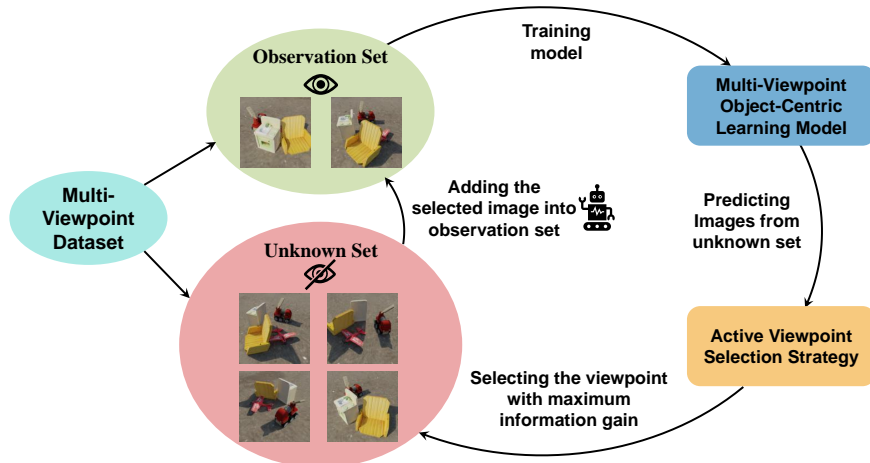 Observation Set
Training
model
Multi-Viewpoint
Object-Centric
Learning Model
Multi-
Viewpoint
Dataset
Adding the
selected image into
observation set
Predicting
Images from
unknown set
Unknown Set
Active Viewpoint
Selection Strategy
Selecting the viewpoint
with maximum
information gain